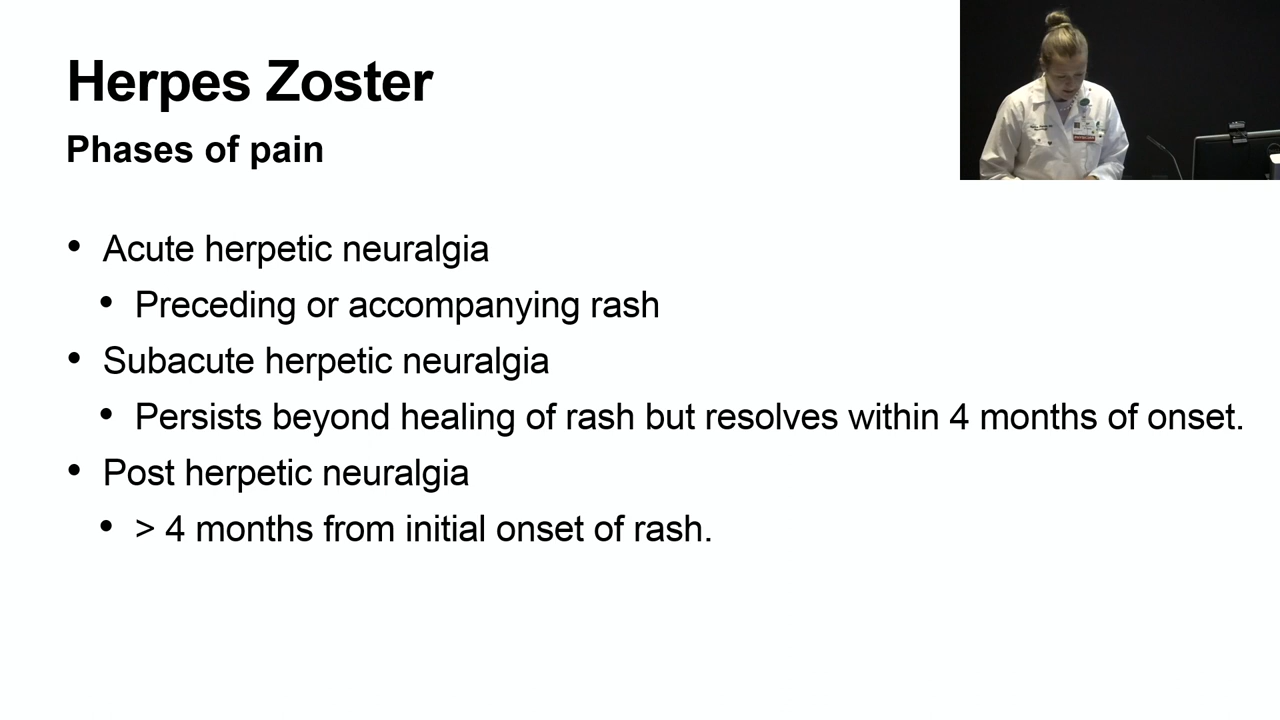 Herpes Zoster
Phases of pain
• Acute herpetic neuralgia
• Preceding or accompanying rash
• Subacute herpetic neuralgia
• Persists beyond healing of rash but resolves within 4 months of onset.
• Post herpetic neuralgia
• > 4 months from initial onset of rash.